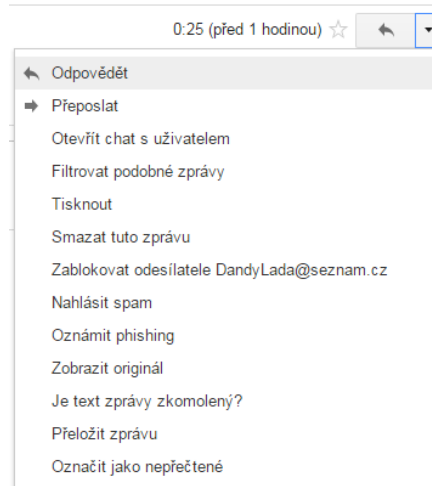 0:25 (před 1 hodinou)
Odpovědět
Přeposlat
Otevřít chat s uživatelem
Filtrovat podobné zprávy
Tisknout
Smazat tuto zprávu
Zablokovat odesílatele DandyLada@seznam.cz
Nahlásit spam
Oznámit phishing
Zobrazit originál
Je text zprávy zkomolený?
Přeložit zprávu
Označit jako nepřečtené